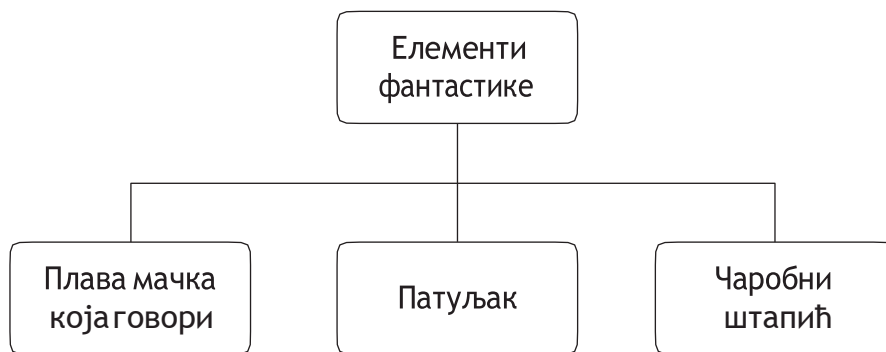 Елементи
фантастике
Плава мачка
која говори
Патуљак
Чаробни
штапић